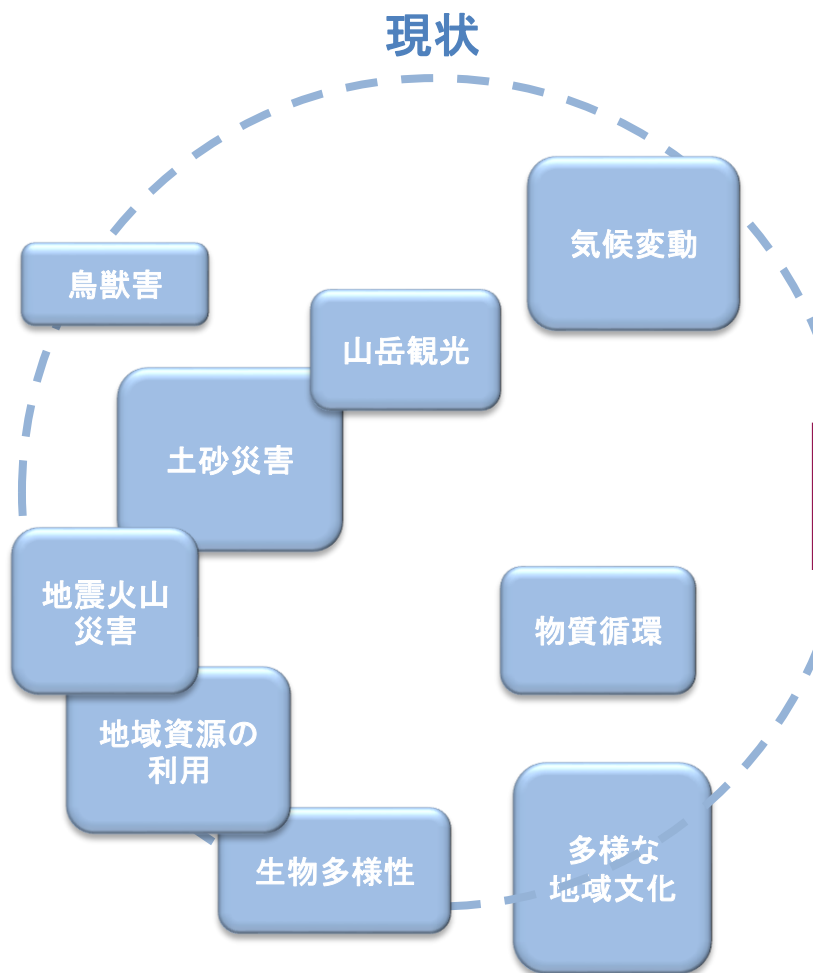 現状
気候変動
鳥獣害
山岳観光
土砂災害
地震火山
災害
物質循環
地域資源の
利用
多様な
地域文化
生物多様性